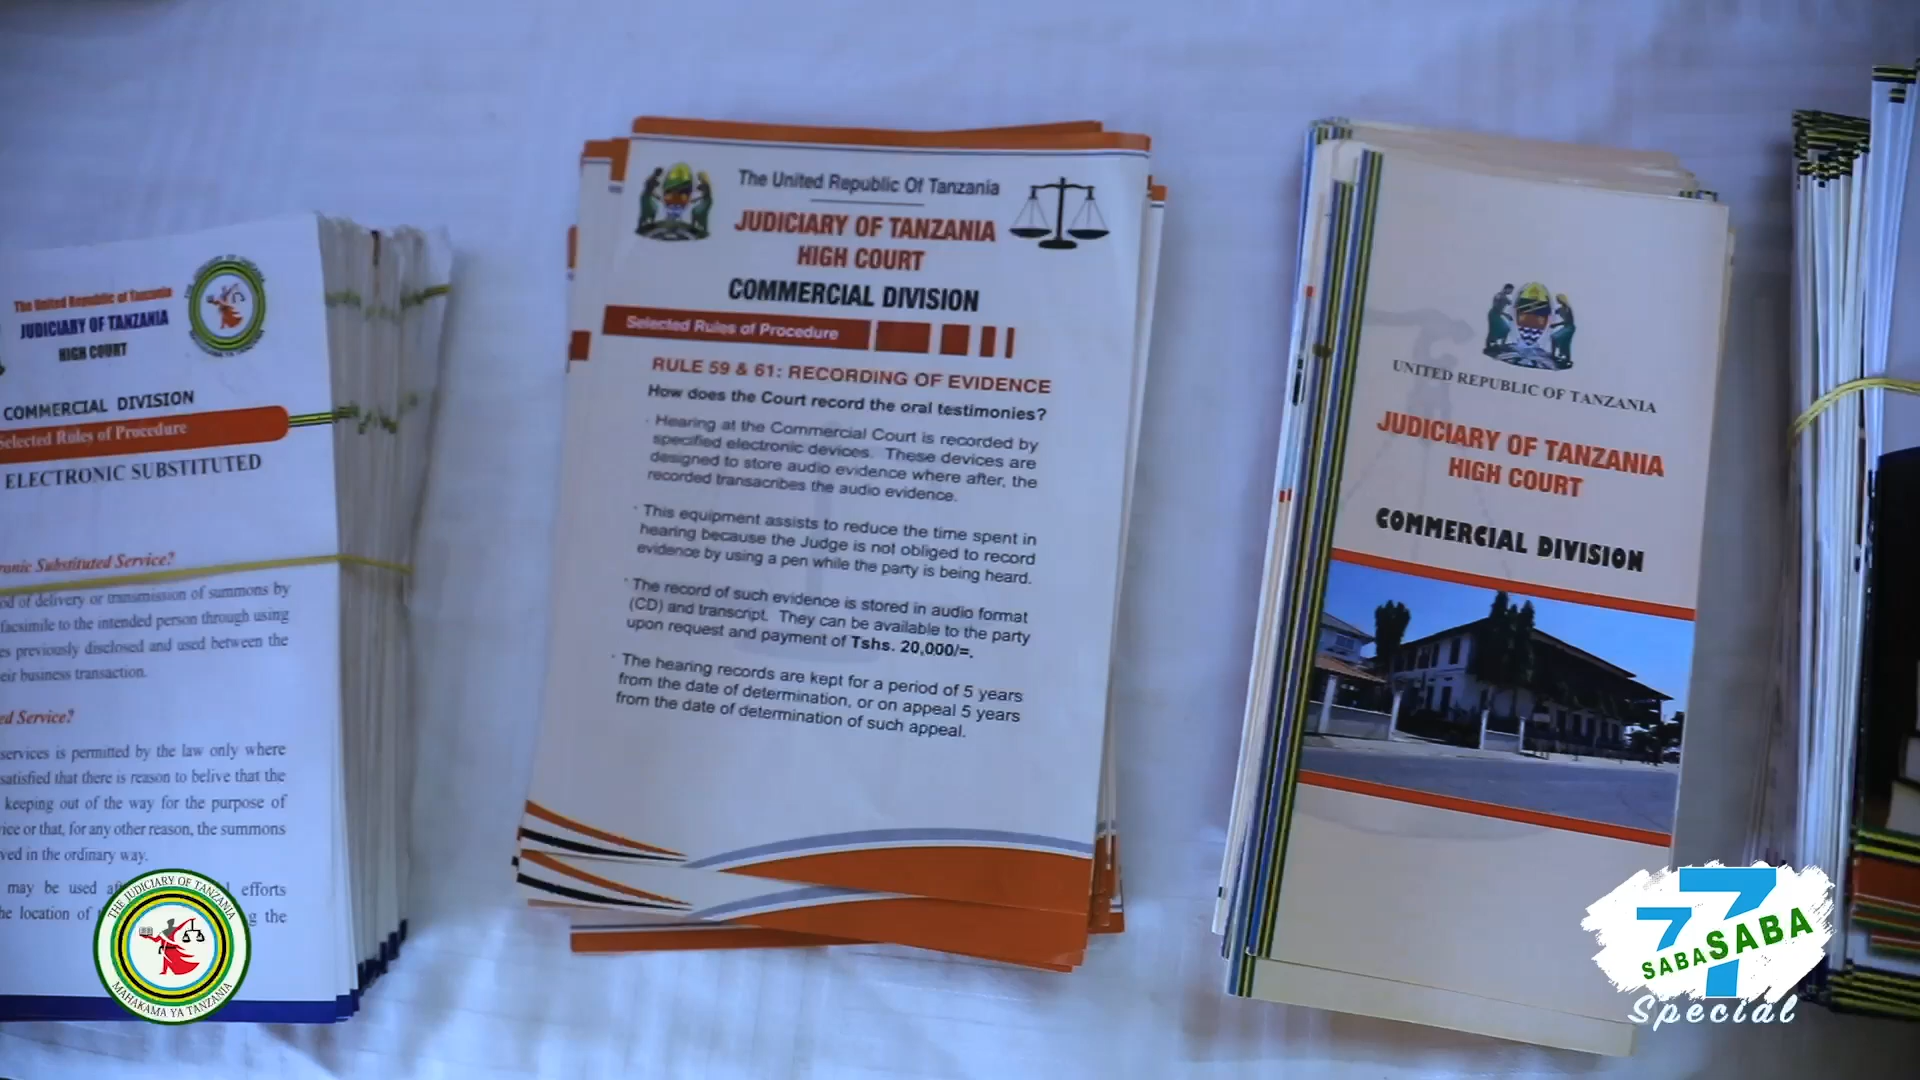 The United Republic of Tanzania
JUDICIARY OF TANZANIA
HIGH COURT
COMMERCIAL DIVISION
Selected Rules of Procedure
ELECTRONIC SUBSTITUTED
Substituted Service?
of delivery or transmission of summons by
facsimile to the intended person through using
previously disclosed and used between the
business transaction.
Service?
services is permitted by the law only where
satisfied that there is reason to belive that the
keeping out of the way for the purpose of
or that, for any other reason, the summons
in the ordinary way.
may be used efforts
location of the
The United Republic Of Tanzania
JUDICIARY OF TANZANIA
HIGH COURT
COMMERCIAL DIVISION
Selected Rules of Procedure
RULE 59 & 61: RECORDING OF EVIDENCE
How does the Court record the oral testimonies?
· Hearing at the Commercial Court is recorded by
specified electronic devices. These devices are
designed to store audio evidence where after, the
recorded transacribes the audio evidence.
· This equipment assists to reduce the time spent in
hearing because the Judge is not obliged to record
evidence by using a pen while the party is being heard.
· The record of such evidence is stored in audio format
(CD) and transcript. They can be available to the party
upon request and payment of Tshs. 20,000/=.
· The hearing records are kept for a period of 5 years
from the date of determination, or on appeal 5 years
from the date of determination of such appeal.
UNITED REPUBLIC OF TANZANIA
JUDICIARY OF TANZANIA
HIGH COURT
COMMERCIAL DIVISION
THE JUDICIARY OF TANZANIA
MAHAKAMA YA TANZANIA
77
SABASABA
Special